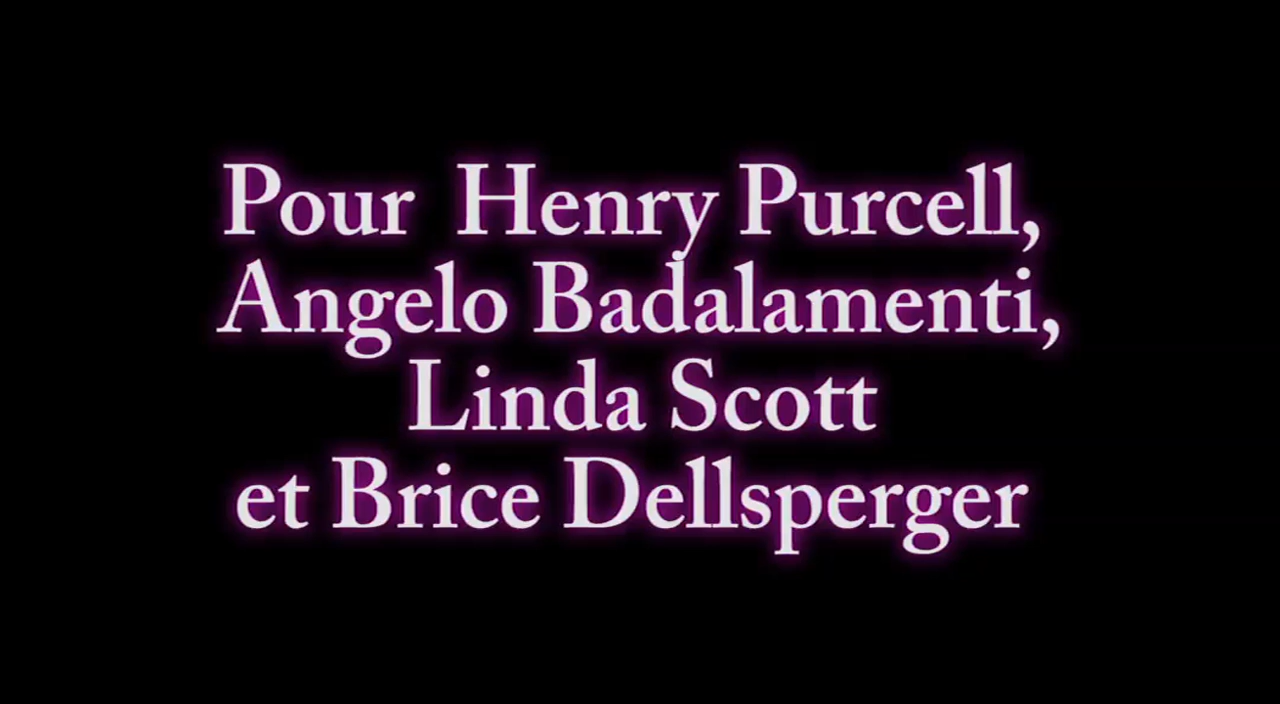 Pour Henry Purcell,
Angelo Badalamenti,
Linda Scott
et Brice Dellsperger